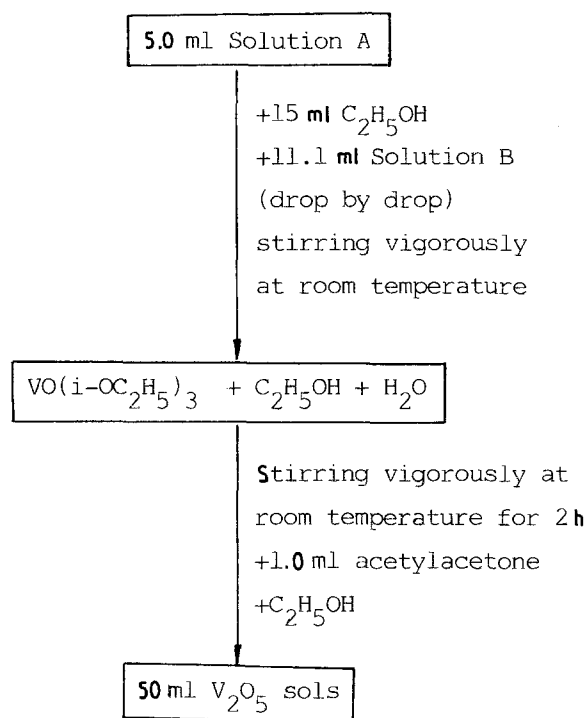 5.0 ml Solution A
+15 ml C₂H₅OH
+11.1 ml Solution B
(drop by drop)
stirring vigorously
at room temperature
VO(i-OC₂H₅)₃ + C₂H₅OH + H₂O
Stirring vigorously at
room temperature for 2h
+1.0 ml acetylacetone
+C₂H₅OH
50 ml V₂O₅ sols